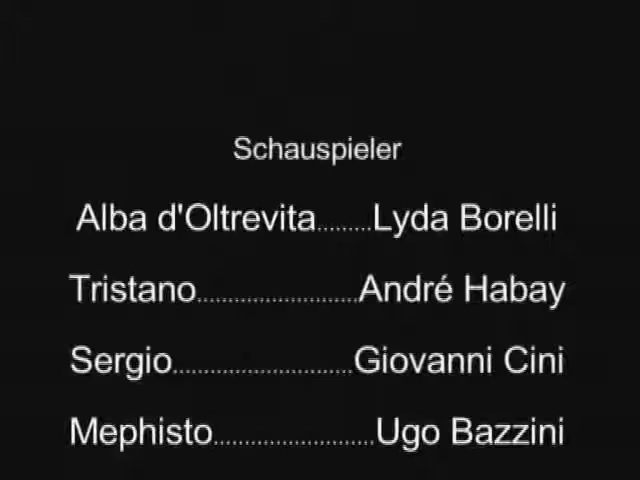 Schauspieler
Alba d'Oltrevita.........Lyda Borelli
Tristano..........................André Habay
Sergio.............................Giovanni Cini
Mephisto..........................Ugo Bazzini